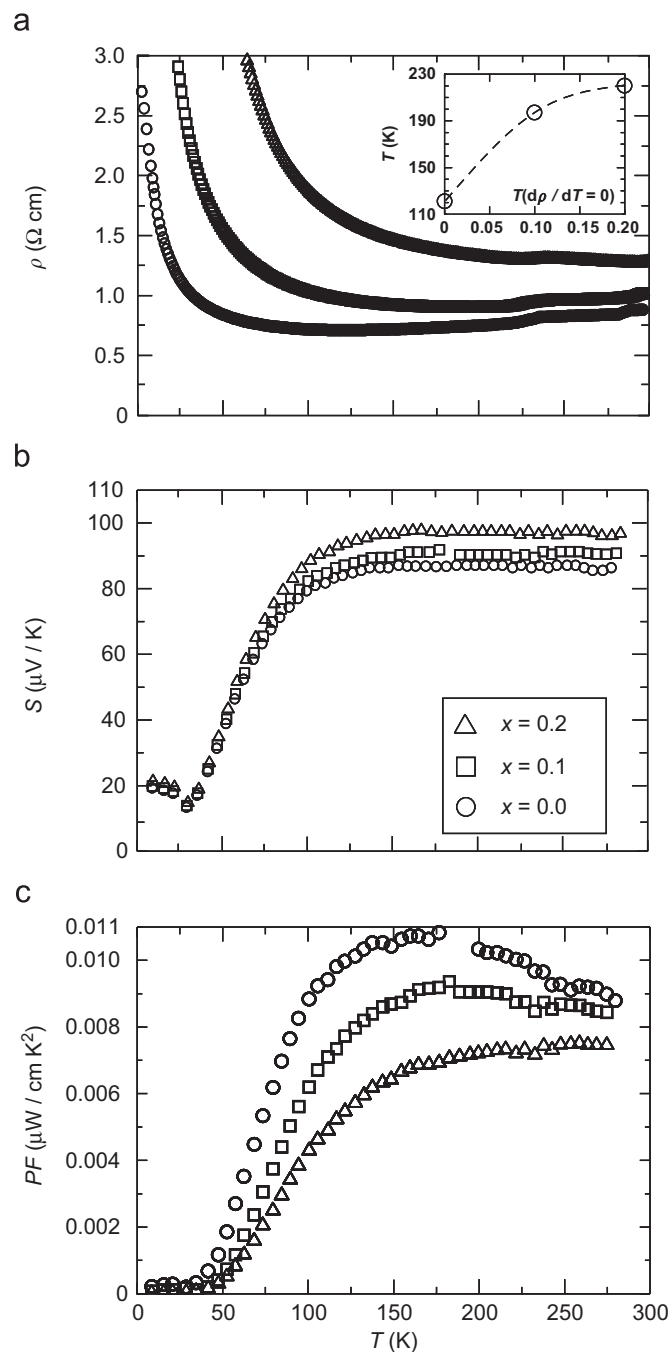 a
3.0
2.5
2.0
1.5
1.0
0.5
0
ρ (Ω cm)
230
190
150
110
T (K)
T(dρ / dT = 0)
0 0.05 0.10 0.15 0.20
b
110
100
80
60
40
20
0
S (μV / K)
x = 0.2
x = 0.1
x = 0.0
c
0.011
0.010
0.008
0.006
0.004
0.002
0
PF (μW / cm K²)
0 50 100 150 200 250 300
T (K)